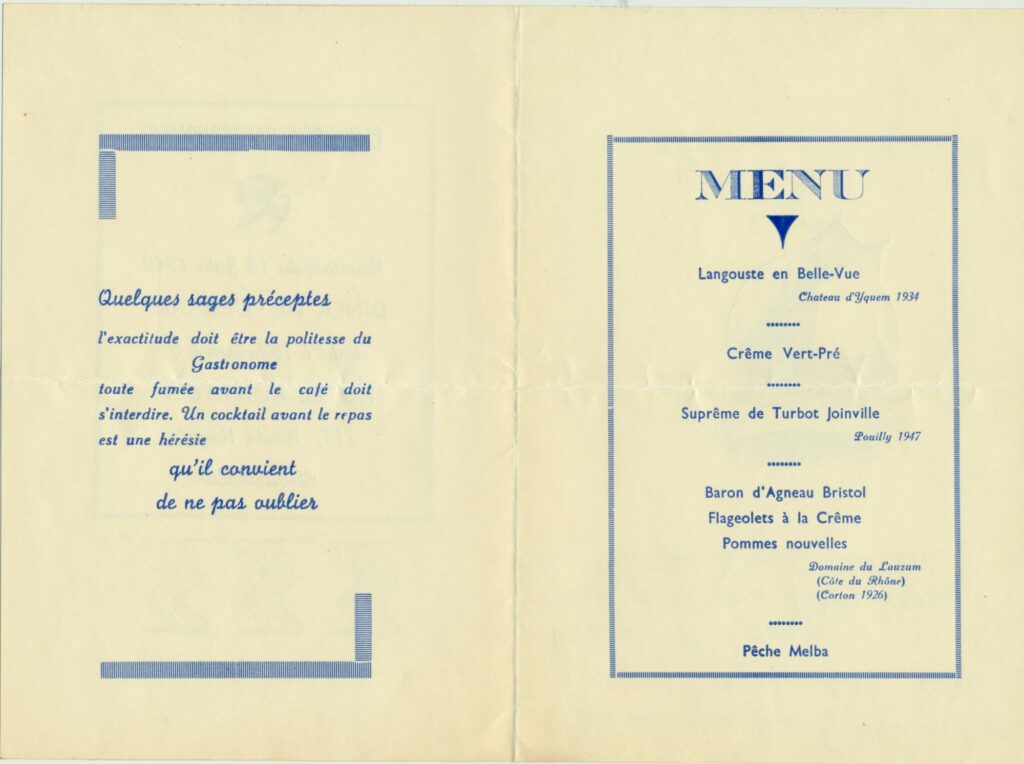 Quelques sages préceptes
l'exactitude doit être la politesse du
Gastronome
toute fumée avant le café doit
s'interdire. Un cocktail avant le repas
est une hérésie
qu'il convient
de ne pas oublier
MENU
Langouste en Belle-Vue
Chateau d'Yquem 1934
Crême Vert-Pré
Suprême de Turbot Joinville
Pouilly 1947
Baron d'Agneau Bristol
Flageolets à la Crême
Pommes nouvelles
Domaine du Louzum
(Côte du Rhône)
(Corton 1926)
Pêche Melba